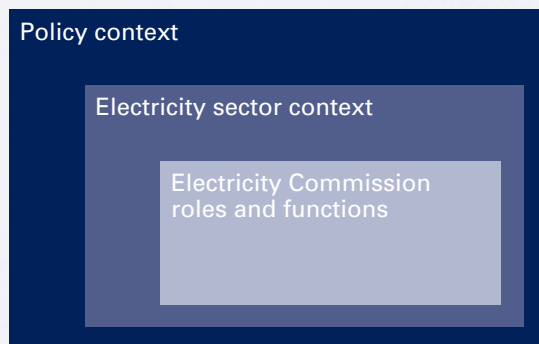 Policy context
Electricity sector context
Electricity Commission
roles and functions